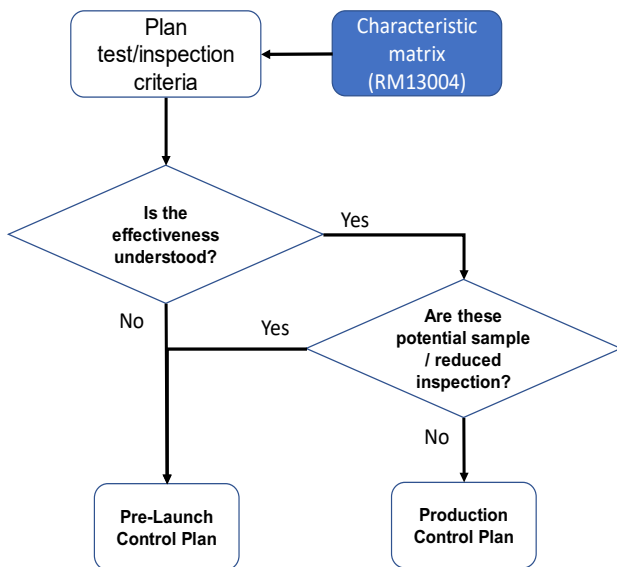 Plan
test/inspection
criteria
Characteristic
matrix
(RM13004)
Is the
effectiveness
understood?
Yes
No
Yes
Are these
potential sample
/ reduced
inspection?
No
Pre-Launch
Control Plan
Production
Control Plan